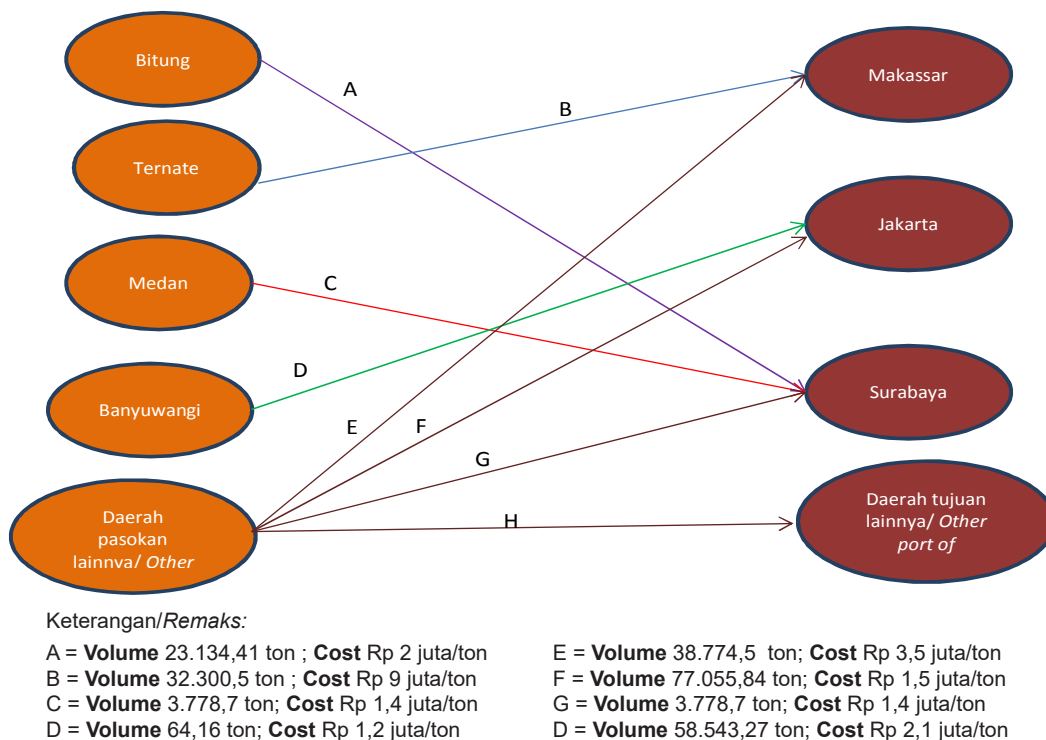 Bitung
Makassar
A
B
Ternate
Jakarta
Medan
C
D
Banyuwangi
Surabaya
E
F
G
Daerah
pasokan
lainnva/ Other
H
Daerah tujuan
lainnya/ Other
port of
Keterangan/Remaks:
A = Volume 23.134,41 ton ; Cost Rp 2 juta/ton
B = Volume 32.300,5 ton ; Cost Rp 9 juta/ton
C = Volume 3.778,7 ton; Cost Rp 1,4 juta/ton
D = Volume 64,16 ton; Cost Rp 1,2 juta/ton
E = Volume 38.774,5 ton; Cost Rp 3,5 juta/ton
F = Volume 77.055,84 ton; Cost Rp 1,5 juta/ton
G = Volume 3.778,7 ton; Cost Rp 1,4 juta/ton
D = Volume 58.543,27 ton; Cost Rp 2,1 juta/ton